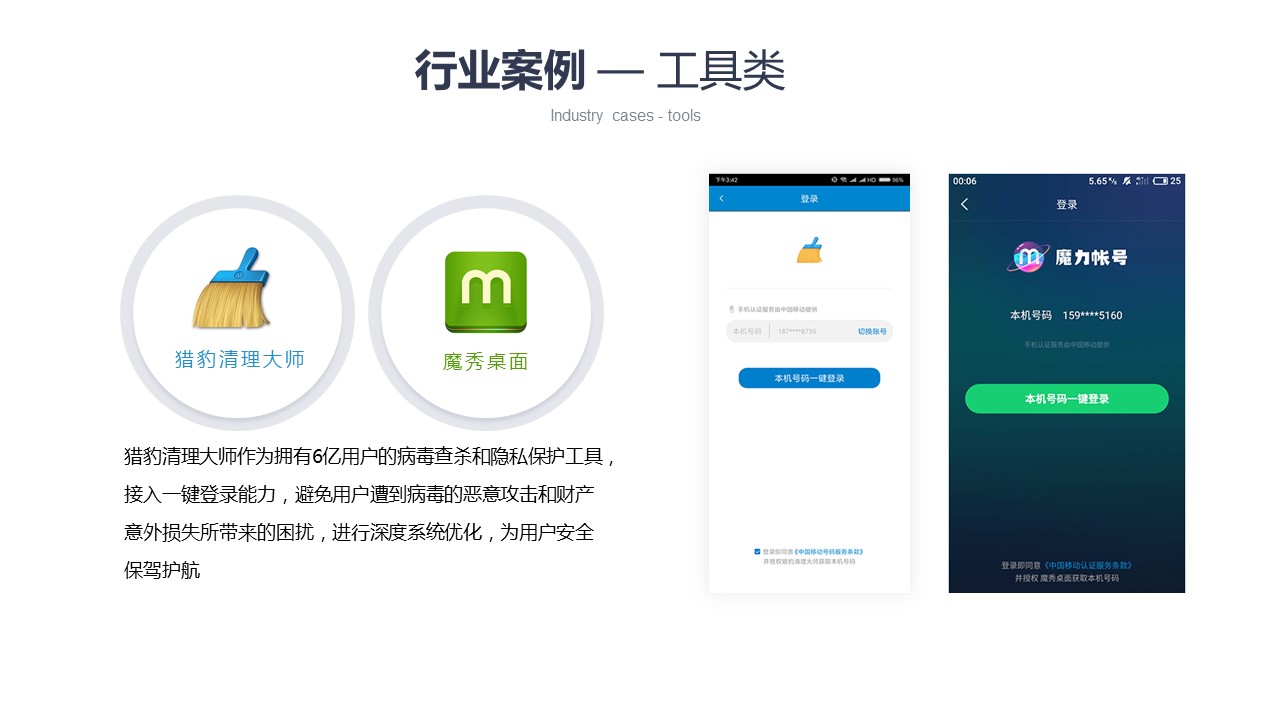 行业案例 — 工具类
Industry cases - tools
猎豹清理大师
魔秀桌面
猎豹清理大师作为拥有6亿用户的病毒查杀和隐私保护工具，
接入一键登录能力，避免用户遭到病毒的恶意攻击和财产
意外损失所带来的困扰，进行深度系统优化，为用户安全
保驾护航
下午3:42
HD 96%
登录
手机认证服务由中国移动提供
本机号码 187****8735 切换账号
本机号码一键登录
登录即同意《中国移动号码服务条款》
并授权猎豹清理大师获取本机号码
00:06 5.65 K/s 25
登录
魔力帐号
本机号码 159****5160
手机认证服务由中国移动提供
本机号码一键登录
登录即同意《中国移动认证服务条款》
并授权 魔秀桌面获取本机号码